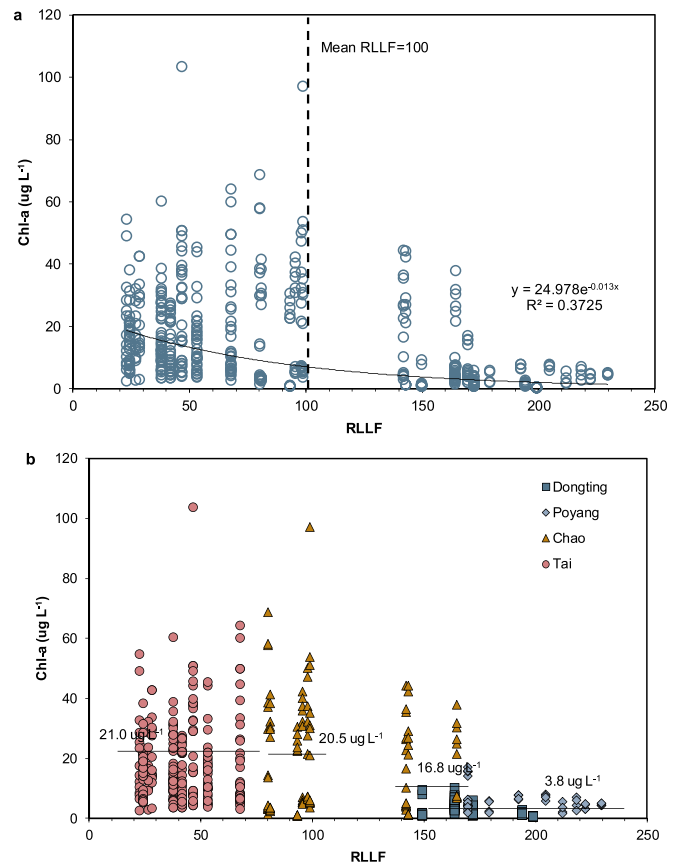 a
120
100
80
60
40
20
0
Chl-a (ug L-1)
Mean RLLF=100
y = 24.978e-0.013x
R² = 0.3725
0 50 100 150 200 250
RLLF
b
120
100
80
60
40
20
0
Chl-a (ug L-1)
Dongting
Poyang
Chao
Tai
21.0 ug L-1
20.5 ug L-1
16.8 ug L-1
3.8 ug L-1
0 50 100 150 200 250
RLLF